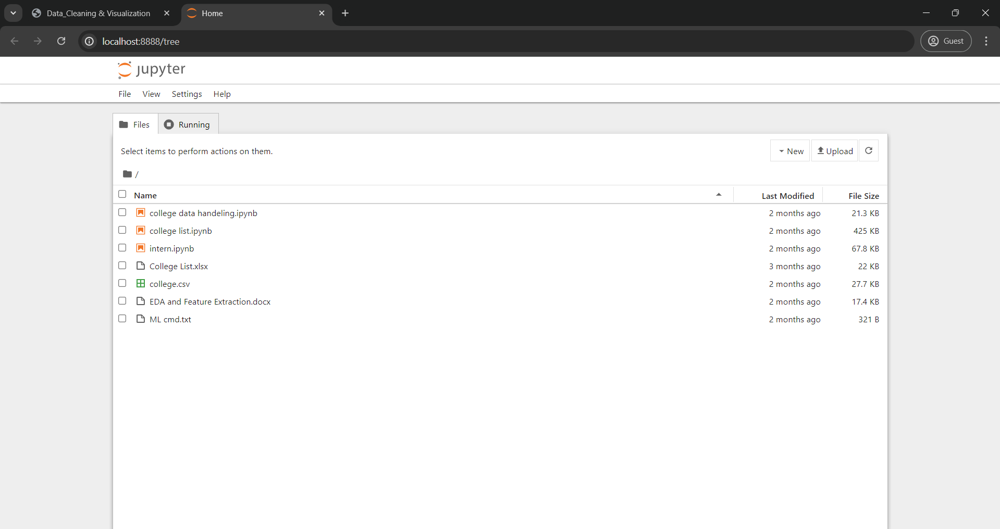 Data_Cleaning & Visualization
Home
localhost:8888/tree
Guest
jupyter
File View Settings Help
Files
Running
Select items to perform actions on them.
New
Upload
/
Name Last Modified File Size
college data handeling.ipynb 2 months ago 21.3 KB
college list.ipynb 2 months ago 425 KB
intern.ipynb 2 months ago 67.8 KB
College List.xlsx 3 months ago 22 KB
college.csv 2 months ago 27.7 KB
EDA and Feature Extraction.docx 2 months ago 17.4 KB
ML cmd.txt 2 months ago 321 B